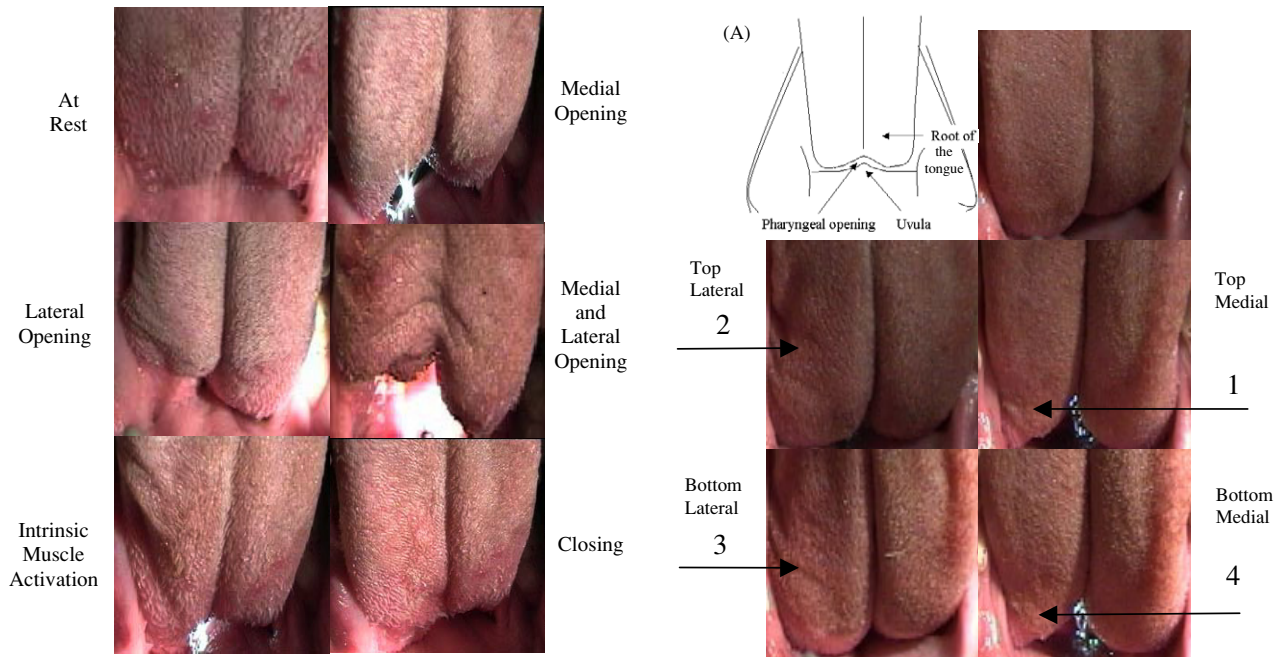 At
Rest
Medial
Opening
Lateral
Opening
Medial
and
Lateral
Opening
Intrinsic
Muscle
Activation
Closing
(A)
Root of
the
tongue
Pharyngeal opening
Uvula
Top
Lateral
2
Top
Medial
1
Bottom
Lateral
3
Bottom
Medial
4